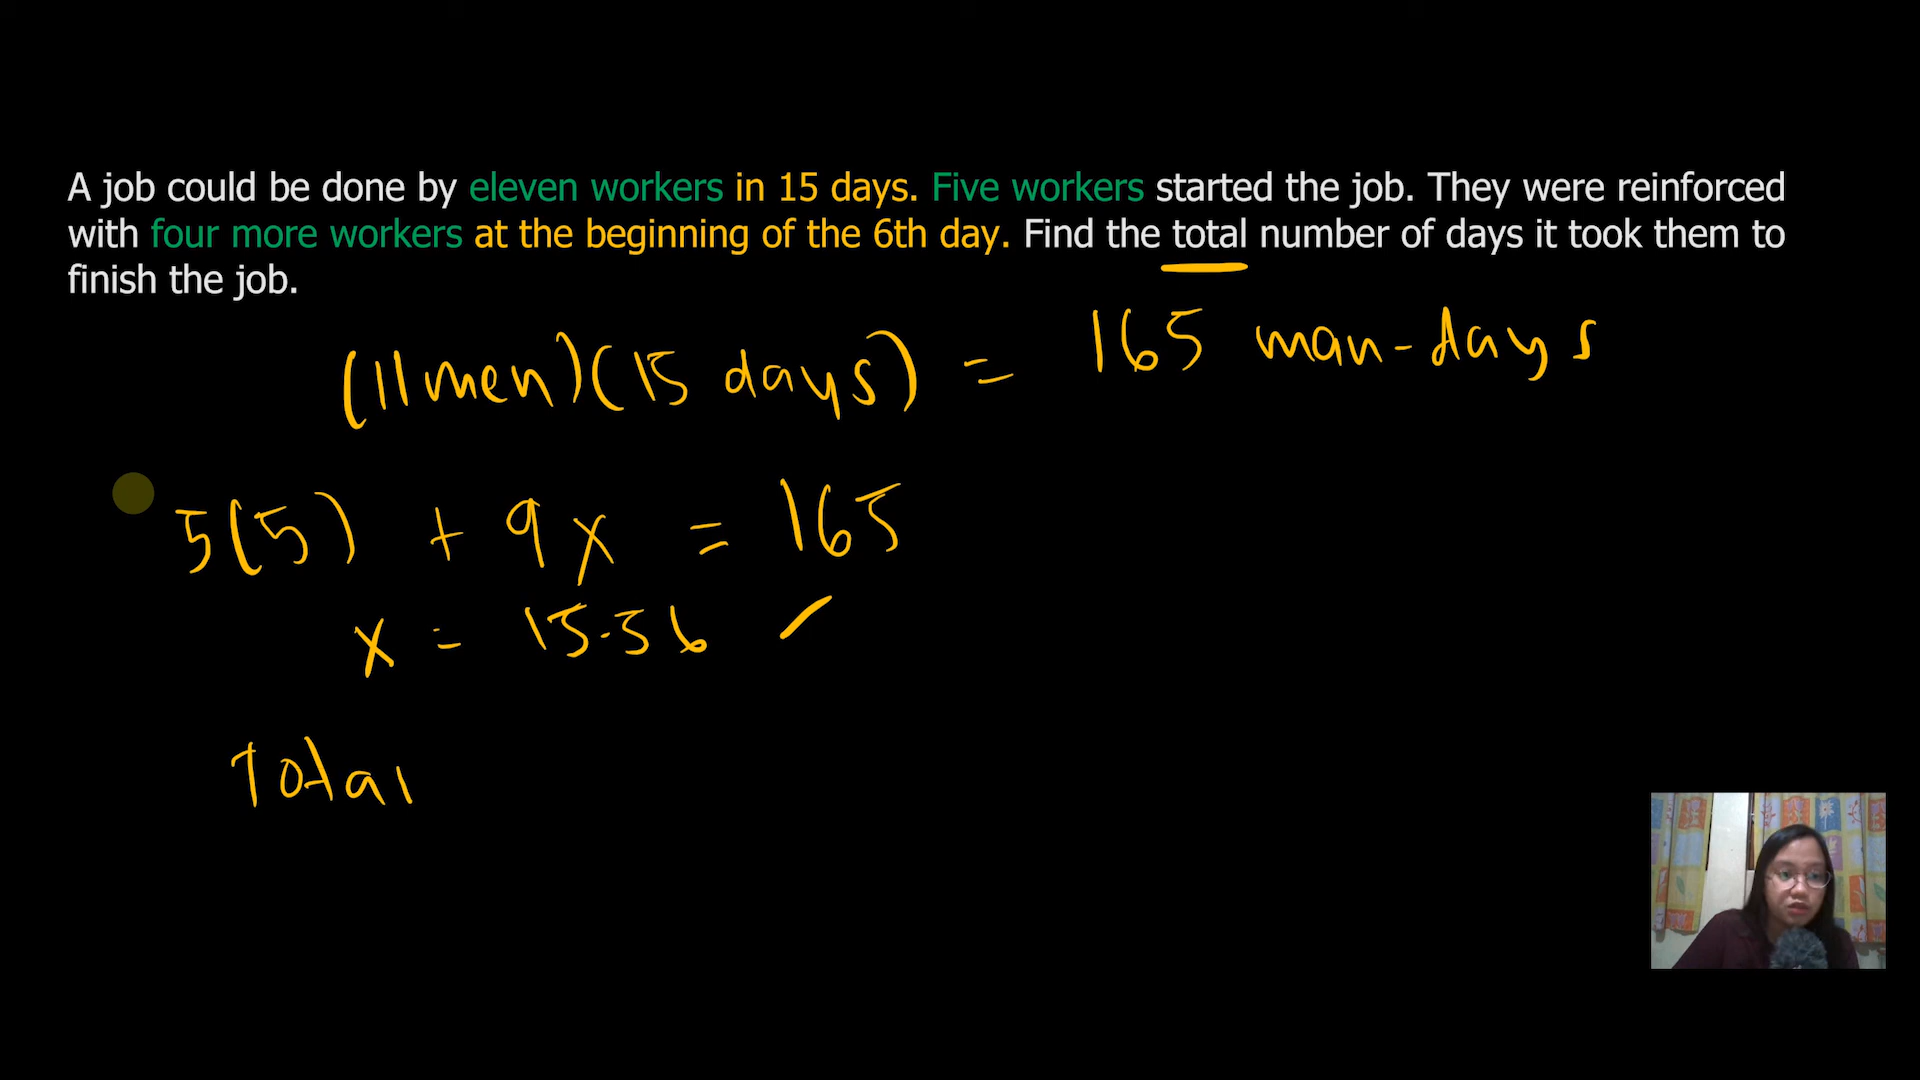 A job could be done by eleven workers in 15 days. Five workers started the job. They were reinforced
with four more workers at the beginning of the 6th day. Find the total number of days it took them to
finish the job.
(11men)(15 days) = 165 man-days
5(5) + 9x = 165
x = 15.56
Total